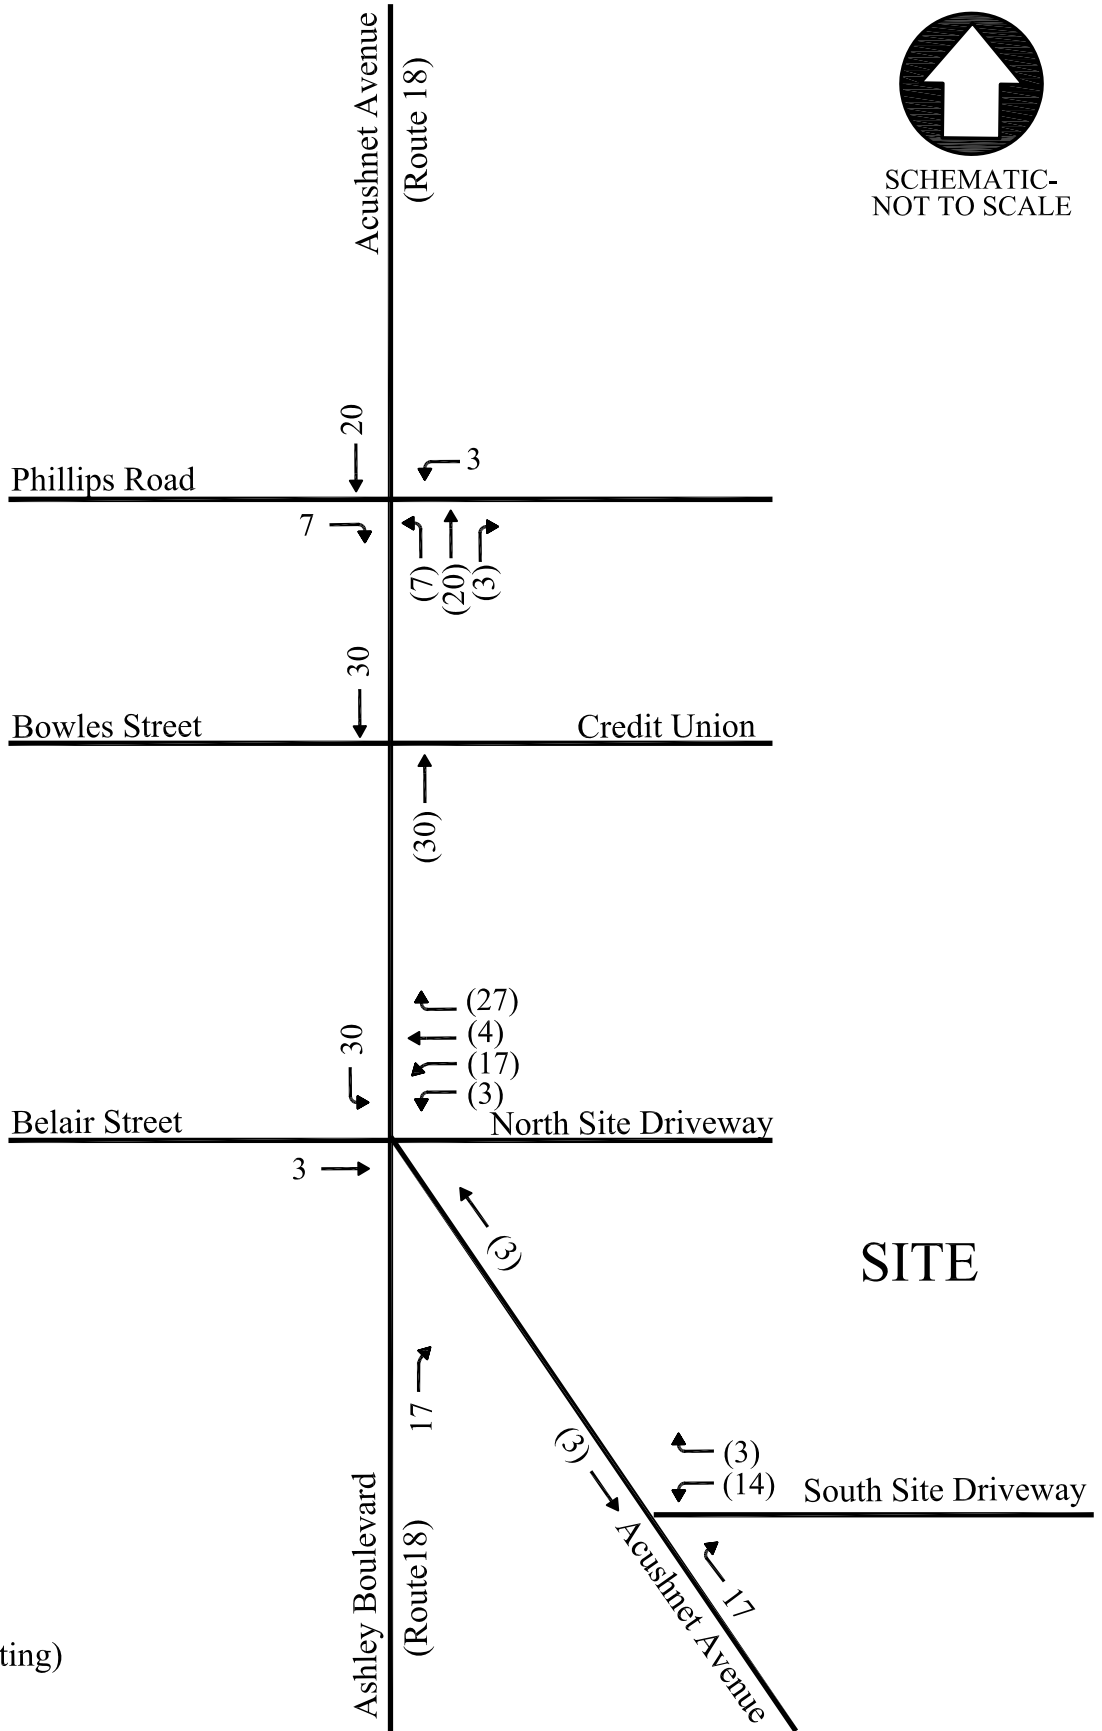 Acushnet Avenue
(Route 18)
SCHEMATIC-
NOT TO SCALE
20
3
Phillips Road
7
(7)
(20)
(3)
30
Bowles Street
Credit Union
(30)
(27)
(4)
(17)
(3)
30
Belair Street
North Site Driveway
3
(3)
SITE
17
(3)
(3)
(14)
South Site Driveway
17
Acushnet Avenue
Ashley Boulevard
(Route18)
ting)